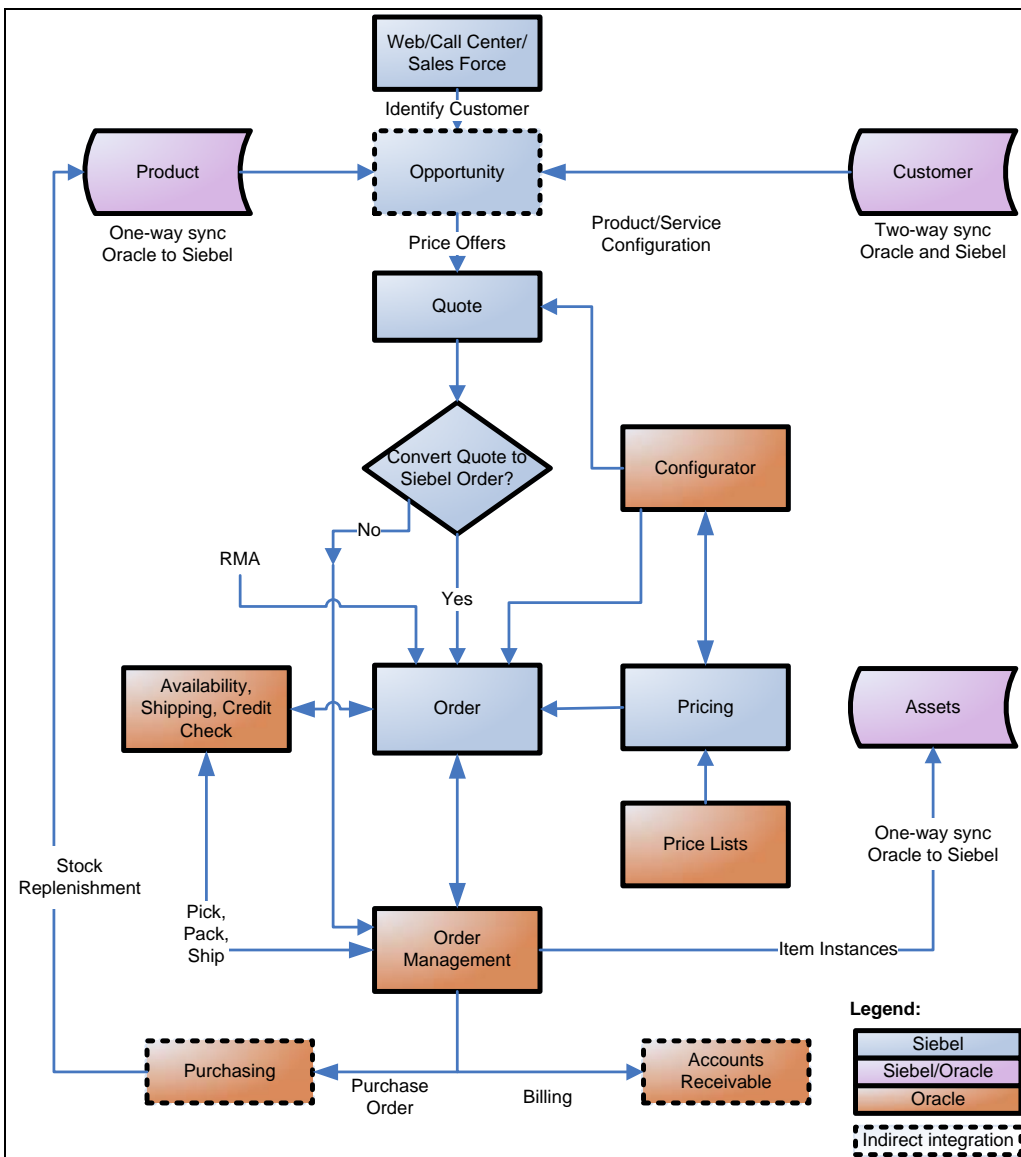 Web/Call Center/
Sales Force
Identify Customer
Product
Opportunity
Customer
One-way sync
Oracle to Siebel
Price Offers
Product/Service
Configuration
Two-way sync
Oracle and Siebel
Quote
Convert Quote to
Siebel Order?
Configurator
No
RMA
Yes
Availability,
Shipping, Credit
Check
Order
Pricing
Assets
Price Lists
One-way sync
Oracle to Siebel
Stock
Replenishment
Pick,
Pack,
Ship
Order
Management
Item Instances
Legend:
Siebel
Siebel/Oracle
Oracle
Indirect integration
Purchasing
Purchase
Order
Billing
Accounts
Receivable